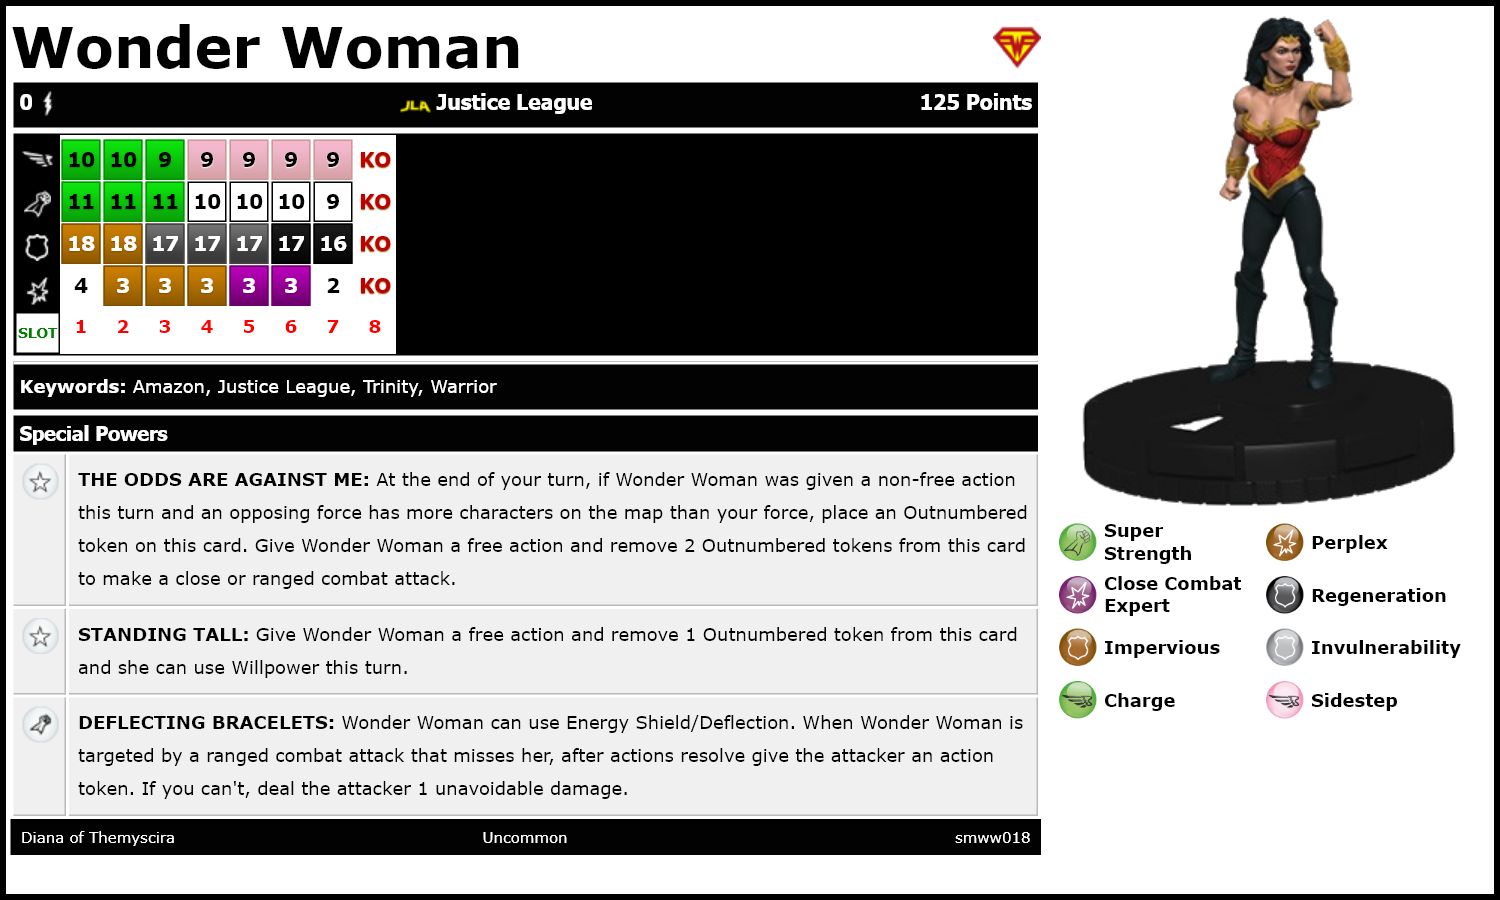 Wonder Woman
0 JLA Justice League 125 Points
10 10 9 9 9 9 9 KO
11 11 11 10 10 10 9 KO
18 18 17 17 17 17 16 KO
4 3 3 3 3 3 2 KO
SLOT 1 2 3 4 5 6 7 8
Keywords: Amazon, Justice League, Trinity, Warrior
Special Powers
THE ODDS ARE AGAINST ME: At the end of your turn, if Wonder Woman was given a non-free action
this turn and an opposing force has more characters on the map than your force, place an Outnumbered
token on this card. Give Wonder Woman a free action and remove 2 Outnumbered tokens from this card
to make a close or ranged combat attack.
STANDING TALL: Give Wonder Woman a free action and remove 1 Outnumbered token from this card
and she can use Willpower this turn.
DEFLECTING BRACELETS: Wonder Woman can use Energy Shield/Deflection. When Wonder Woman is
targeted by a ranged combat attack that misses her, after actions resolve give the attacker an action
token. If you can't, deal the attacker 1 unavoidable damage.
Diana of Themyscira Uncommon smww018
Super
Strength
Perplex
Close Combat
Expert
Regeneration
Impervious
Invulnerability
Charge
Sidestep